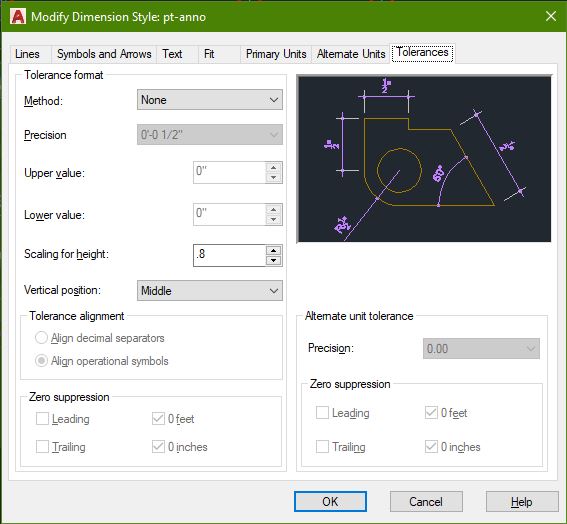 A Modify Dimension Style: pt-anno
Lines Symbols and Arrows Text Fit Primary Units Alternate Units Tolerances
Tolerance format
Method: None
Precision 0'-0 1/2"
Upper value: 0"
Lower value: 0"
Scaling for height: .8
Vertical position: Middle
Tolerance alignment
Align decimal separators
Align operational symbols
Zero suppression
Leading 0 feet
Trailing 0 inches
1/2"
60°
Alternate unit tolerance
Precision: 0.00
Zero suppression
Leading 0 feet
Trailing 0 inches
OK Cancel Help